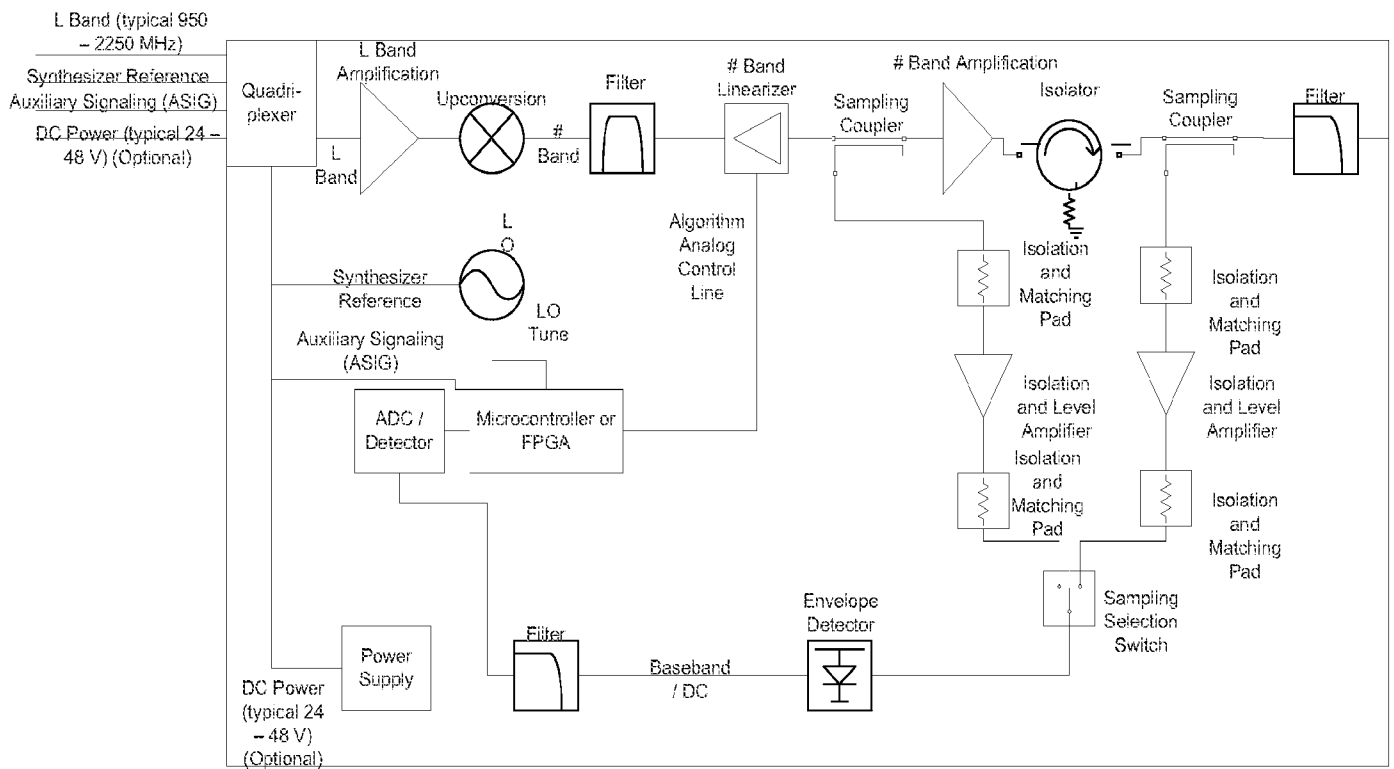 L Band (typical 950
– 2250 MHz)
Synthesizer Reference
Auxiliary Signaling (ASIG)
DC Power (typical 24 –
48 V) (Optional)
Quadri-
plexer
L Band
Amplification
L
Band
Upconversion
#
Band
Filter
# Band
Linearizer
Sampling
Coupler
# Band Amplification
Isolator
Sampling
Coupler
Filter
L
O
Synthesizer
Reference
LO
Tune
Algorithm
Analog
Control
Line
Isolation
and
Matching
Pad
Isolation
and
Matching
Pad
Auxiliary Signaling
(ASIG)
ADC /
Detector
Microcontroller or
FPGA
Isolation
and Level
Amplifier
Isolation
and Level
Amplifier
Isolation
and
Matching
Pad
Isolation
and
Matching
Pad
Sampling
Selection
Switch
Envelope
Detector
Filter
Baseband
/ DC
Power
Supply
DC Power
(typical 24
– 48 V)
(Optional)